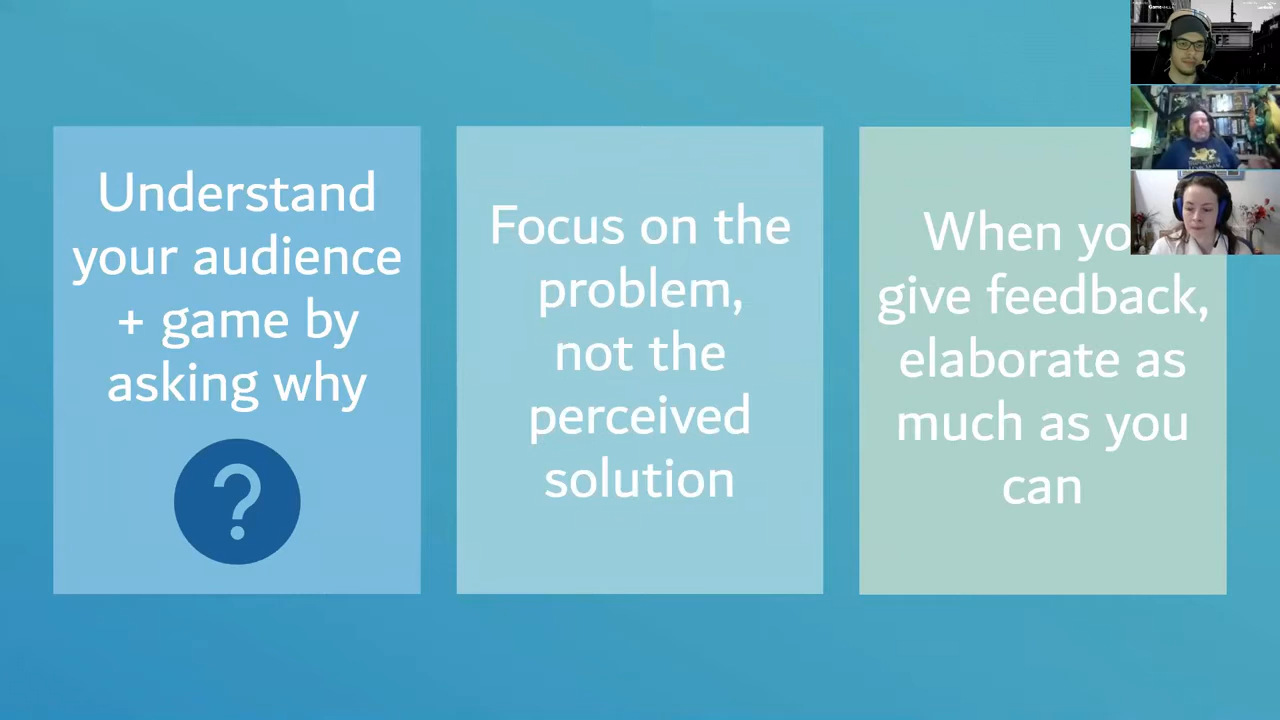 Understand
your audience
+ game by
asking why
?
Focus on the
problem,
not the
perceived
solution
When yo
give feedback,
elaborate as
much as you
can